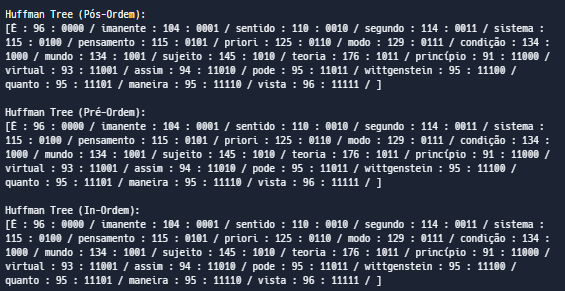 Huffman Tree (Pós-Ordem):
[É : 96 : 0000 / imanente : 104 : 0001 / sentido : 110 : 0010 / segundo : 114 : 0011 / sistema :
115 : 0100 / pensamento : 115 : 0101 / priori : 125 : 0110 / modo : 129 : 0111 / condição : 134 :
1000 / mundo : 134 : 1001 / sujeito : 145 : 1010 / teoria : 176 : 1011 / princípio : 91 : 11000 /
virtual : 93 : 11001 / assim : 94 : 11010 / pode : 95 : 11011 / wittgenstein : 95 : 11100 /
quanto : 95 : 11101 / maneira : 95 : 11110 / vista : 96 : 11111 / ]
Huffman Tree (Pré-Ordem):
[É : 96 : 0000 / imanente : 104 : 0001 / sentido : 110 : 0010 / segundo : 114 : 0011 / sistema :
115 : 0100 / pensamento : 115 : 0101 / priori : 125 : 0110 / modo : 129 : 0111 / condição : 134 :
1000 / mundo : 134 : 1001 / sujeito : 145 : 1010 / teoria : 176 : 1011 / princípio : 91 : 11000 /
virtual : 93 : 11001 / assim : 94 : 11010 / pode : 95 : 11011 / wittgenstein : 95 : 11100 /
quanto : 95 : 11101 / maneira : 95 : 11110 / vista : 96 : 11111 / ]
Huffman Tree (In-Ordem):
[É : 96 : 0000 / imanente : 104 : 0001 / sentido : 110 : 0010 / segundo : 114 : 0011 / sistema :
115 : 0100 / pensamento : 115 : 0101 / priori : 125 : 0110 / modo : 129 : 0111 / condição : 134 :
1000 / mundo : 134 : 1001 / sujeito : 145 : 1010 / teoria : 176 : 1011 / princípio : 91 : 11000 /
virtual : 93 : 11001 / assim : 94 : 11010 / pode : 95 : 11011 / wittgenstein : 95 : 11100 /
quanto : 95 : 11101 / maneira : 95 : 11110 / vista : 96 : 11111 / ]